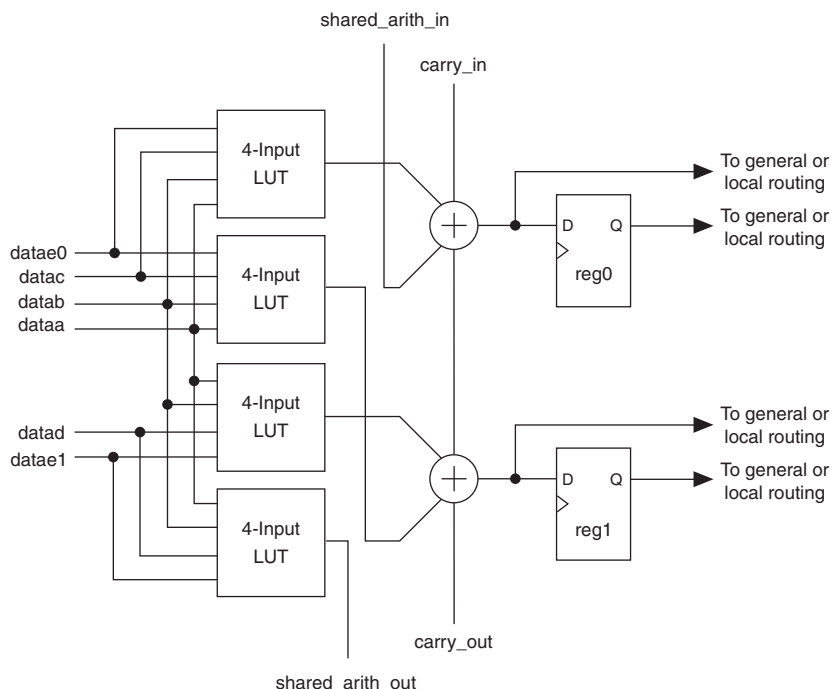 shared_arith_in
carry_in
4-Input
LUT
To general or
local routing
D Q
reg0
To general or
local routing
datae0
datac
datab
dataa
4-Input
LUT
4-Input
LUT
datad
datae1
To general or
local routing
D Q
reg1
To general or
local routing
4-Input
LUT
carry_out
shared_arith_out